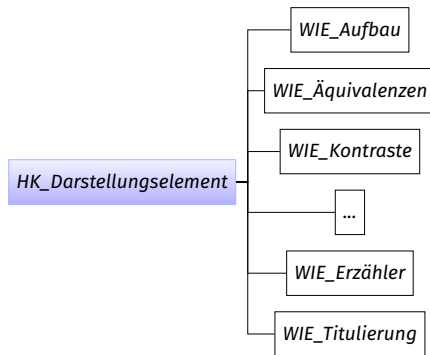 WIE_Aufbau
WIE_Äquivalenzen
WIE_Kontraste
HK_Darstellungselement
...
WIE_Erzähler
WIE_Titulierung